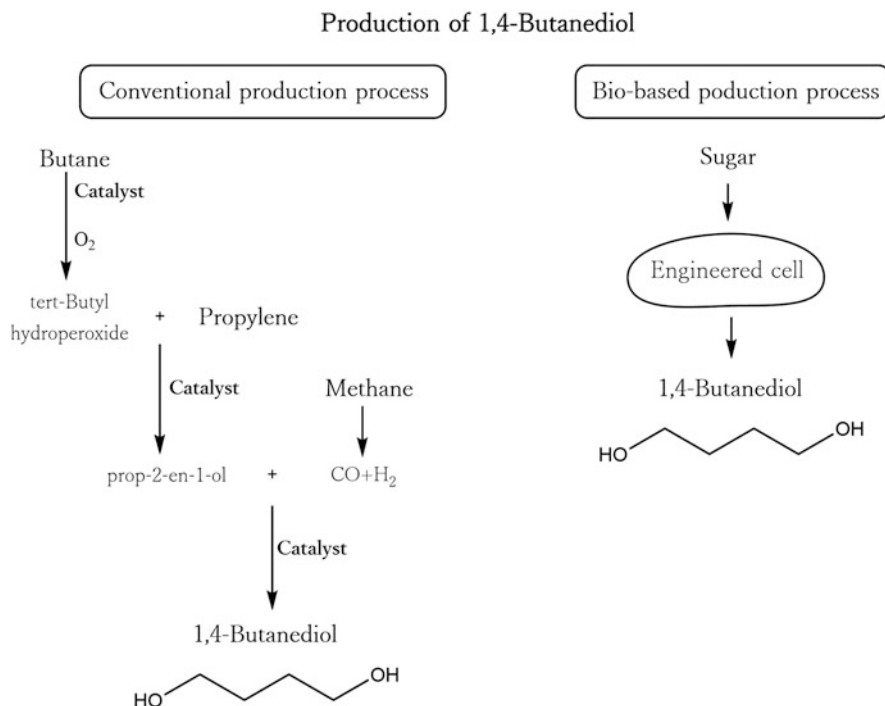 Production of 1,4-Butanediol
Conventional production process
Butane
Catalyst
O₂
tert-Butyl
hydroperoxide
+
Propylene
Catalyst
Methane
prop-2-en-1-ol
+
CO+H₂
Catalyst
1,4-Butanediol
HO
OH
Bio-based poduction process
Sugar
Engineered cell
1,4-Butanediol
HO
OH